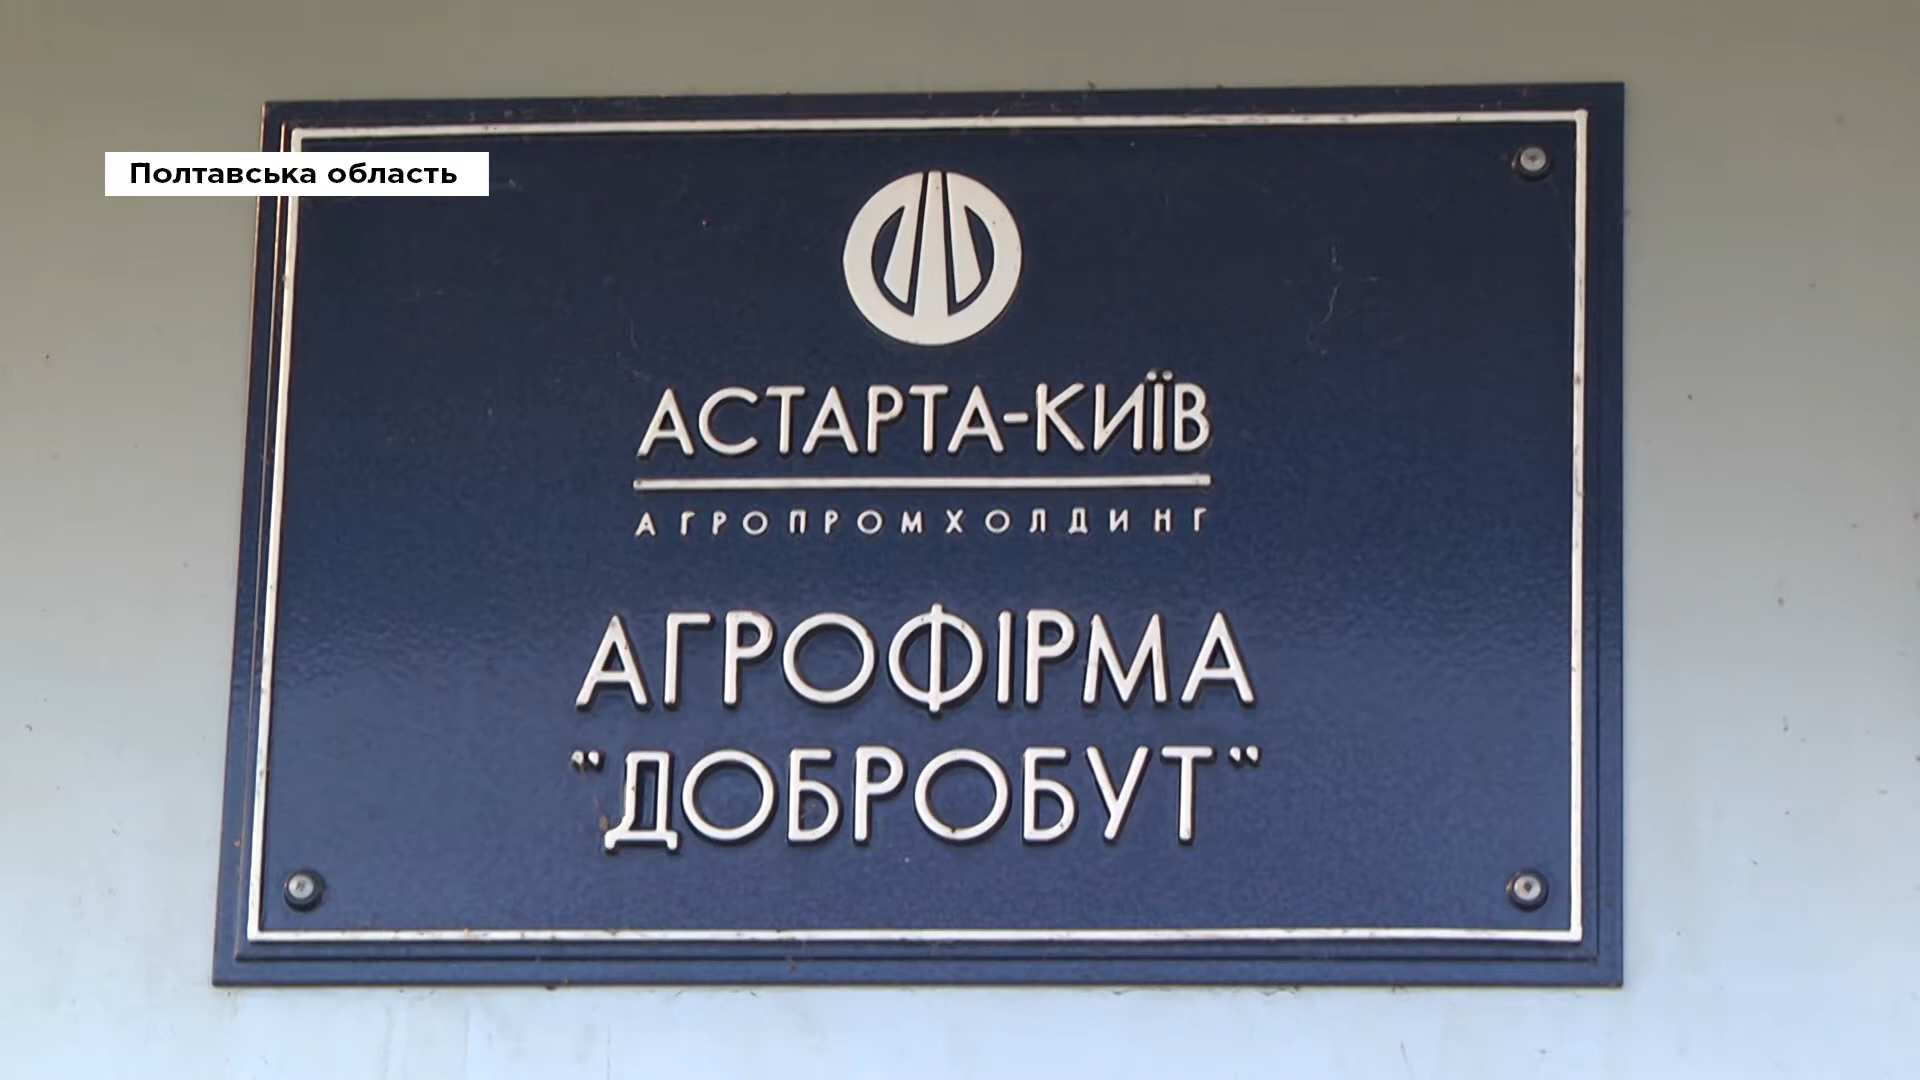 Полтавська область
АСТАРТА-КИЇВ
АГРОПРОМХОЛДИНГ
АГРОФІРМА
"ДОБРОБУТ"